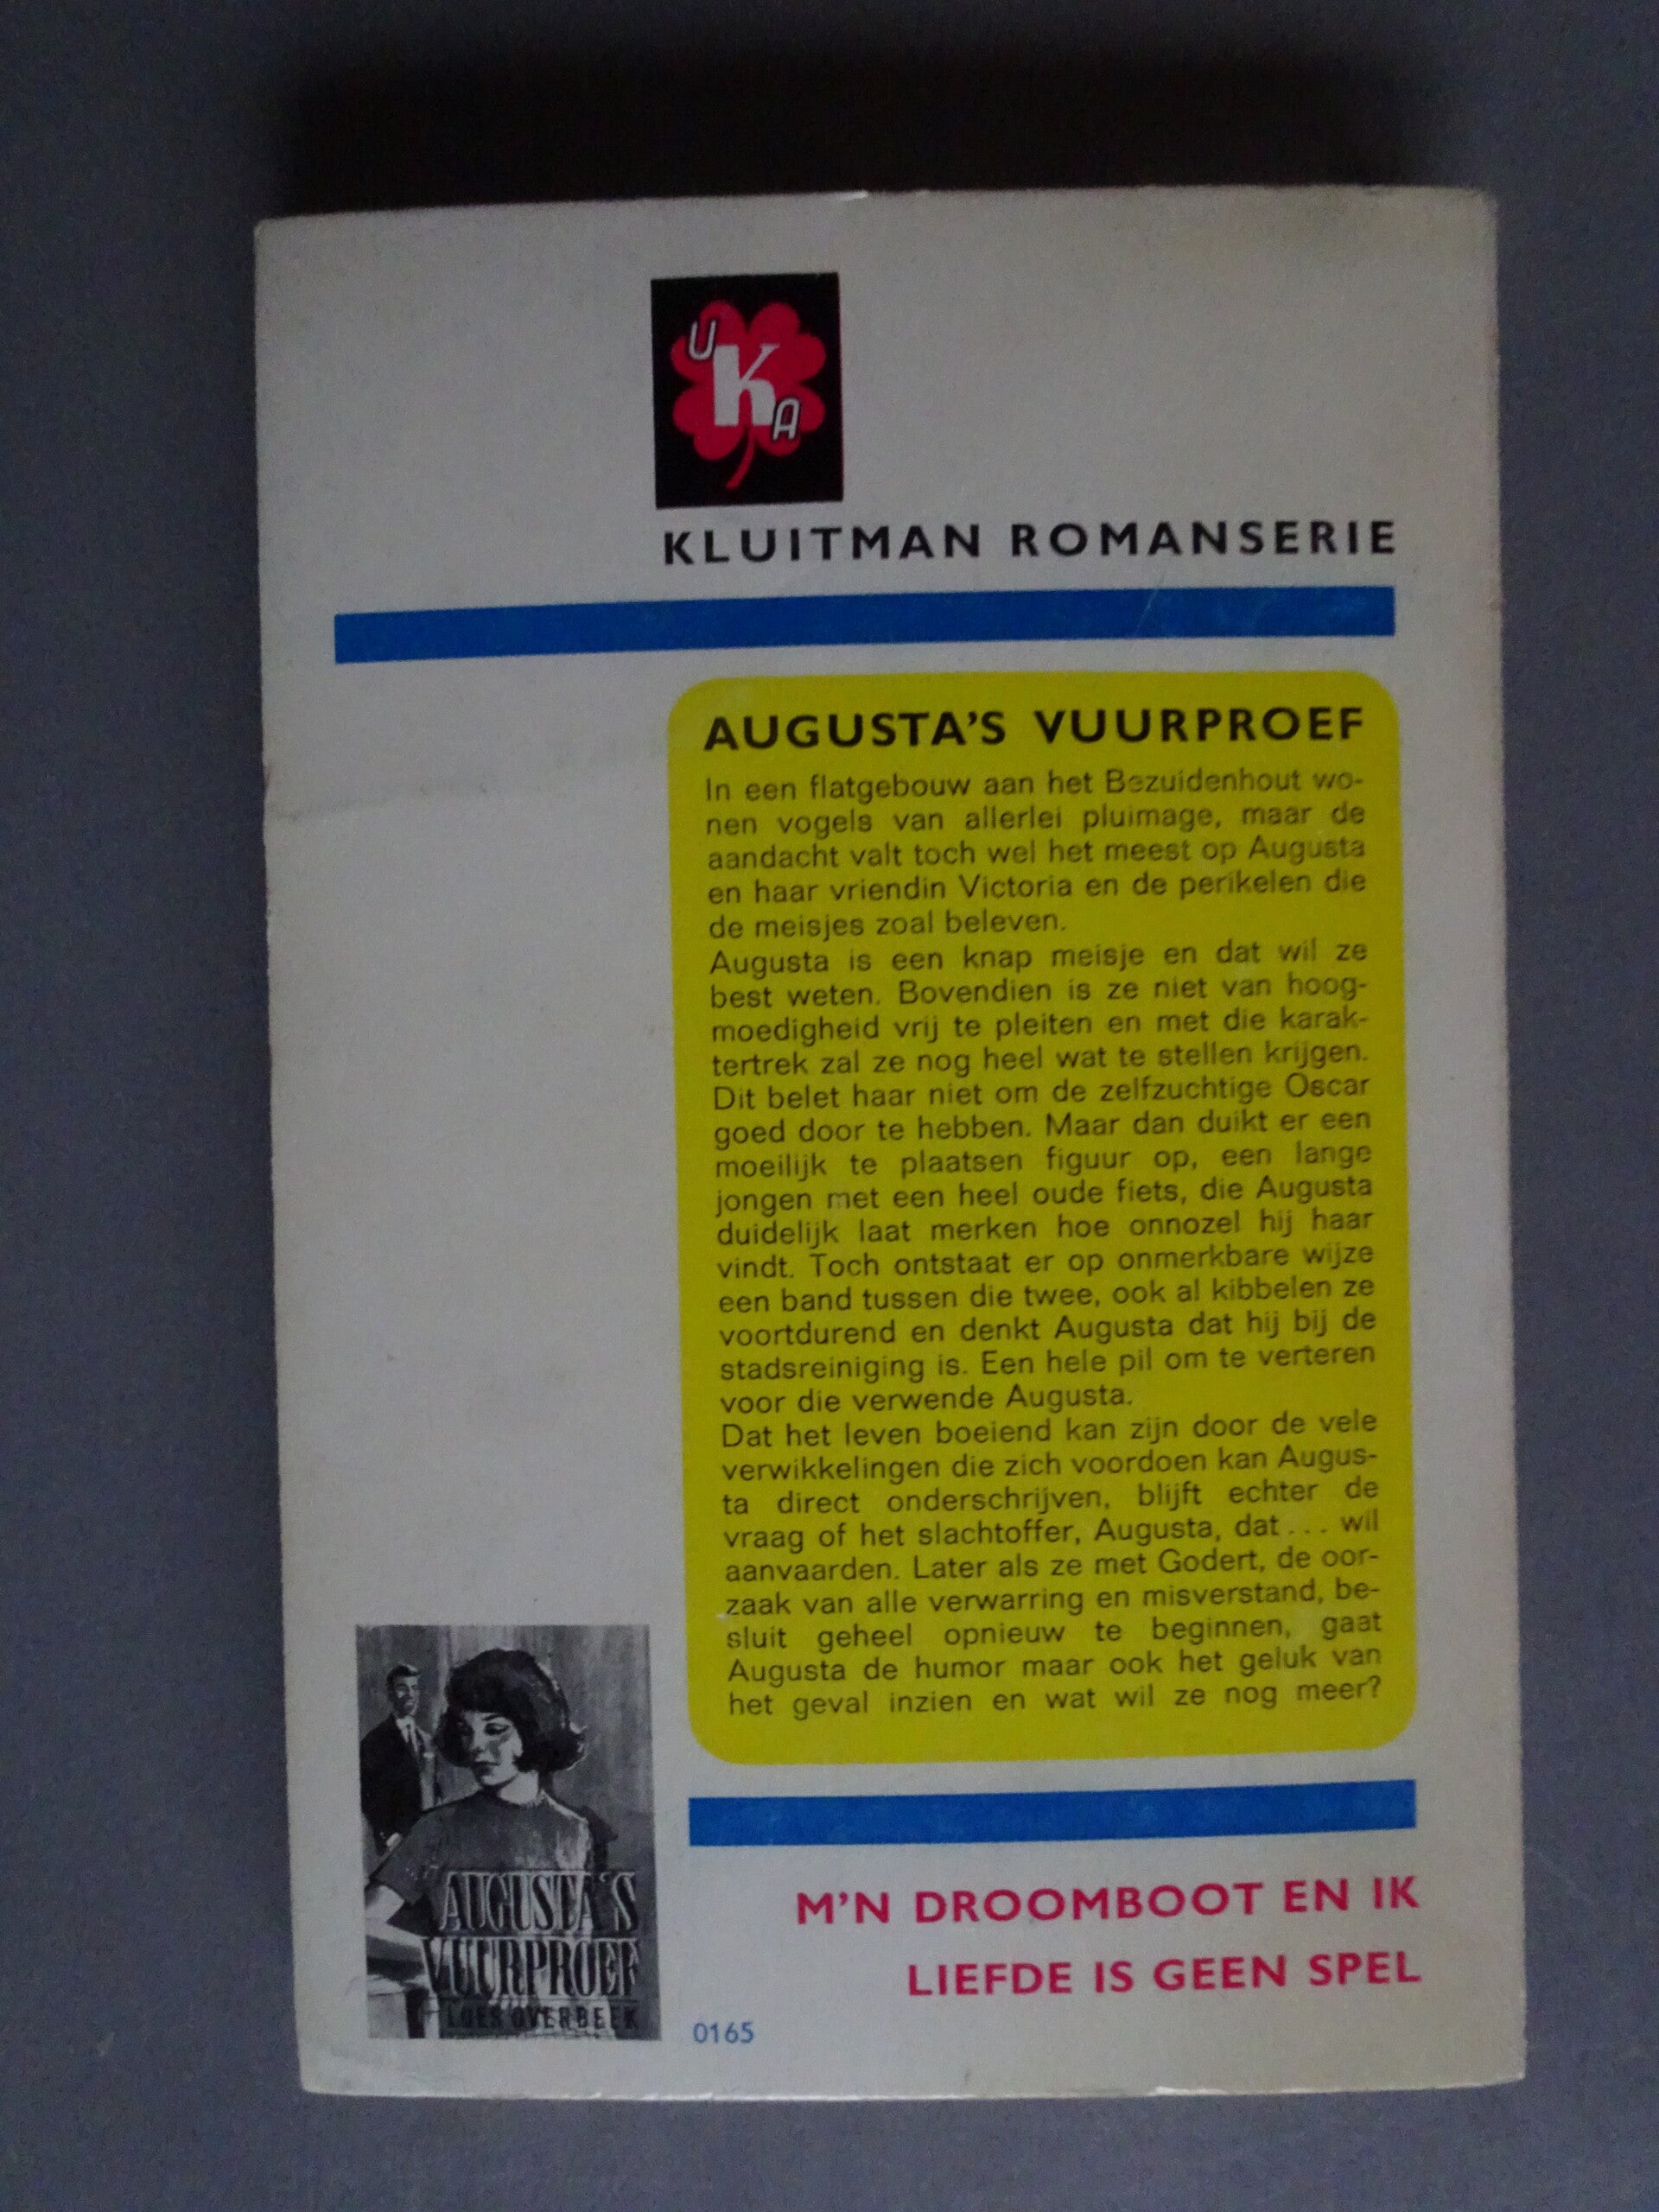 U
K
A
KLUITMAN ROMANSERIE
AUGUSTA'S VUURPROEF
In een flatgebouw aan het Bezuidenhout wo-
nen vogels van allerlei pluimage, maar de
aandacht valt toch wel het meest op Augusta
en haar vriendin Victoria en de perikelen die
de meisjes zoal beleven.
Augusta is een knap meisje en dat wil ze
best weten. Bovendien is ze niet van hoog-
moedigheid vrij te pleiten en met die karak-
tertrek zal ze nog heel wat te stellen krijgen.
Dit belet haar niet om de zelfzuchtige Oscar
goed door te hebben. Maar dan duikt er een
moeilijk te plaatsen figuur op, een lange
jongen met een heel oude fiets, die Augusta
duidelijk laat merken hoe onnozel hij haar
vindt. Toch ontstaat er op onmerkbare wijze
een band tussen die twee, ook al kibbelen ze
voortdurend en denkt Augusta dat hij bij de
stadsreiniging is. Een hele pil om te verteren
voor die verwende Augusta.
Dat het leven boeiend kan zijn door de vele
verwikkelingen die zich voordoen kan Augus-
ta direct onderschrijven, blijft echter de
vraag of het slachtoffer, Augusta, dat... wil
aanvaarden. Later als ze met Godert, de oor-
zaak van alle verwarring en misverstand, be-
sluit geheel opnieuw te beginnen, gaat
Augusta de humor maar ook het geluk van
het geval inzien en wat wil ze nog meer?
AUGUSTA'S
VUURPROEF
LOES OVERBEEK
M'N DROOMBOOT EN IK
LIEFDE IS GEEN SPEL
0165